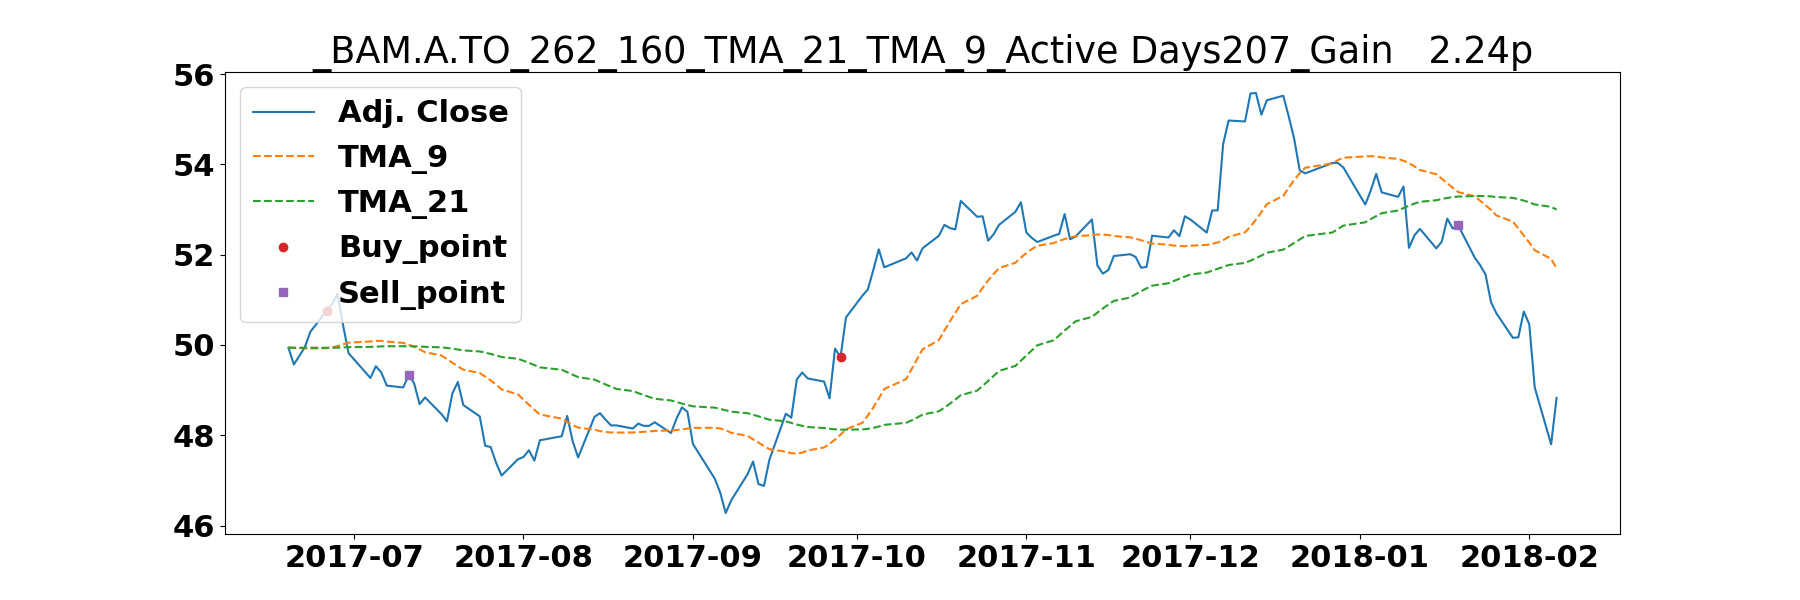 _BAM.A.TO_262_160_TMA_21_TMA_9_Active Days207_Gain   2.24p
56
54
52
50
48
46
Adj. Close
TMA_9
TMA_21
Buy_point
Sell_point
2017-07 2017-08 2017-09 2017-10 2017-11 2017-12 2018-01 2018-02